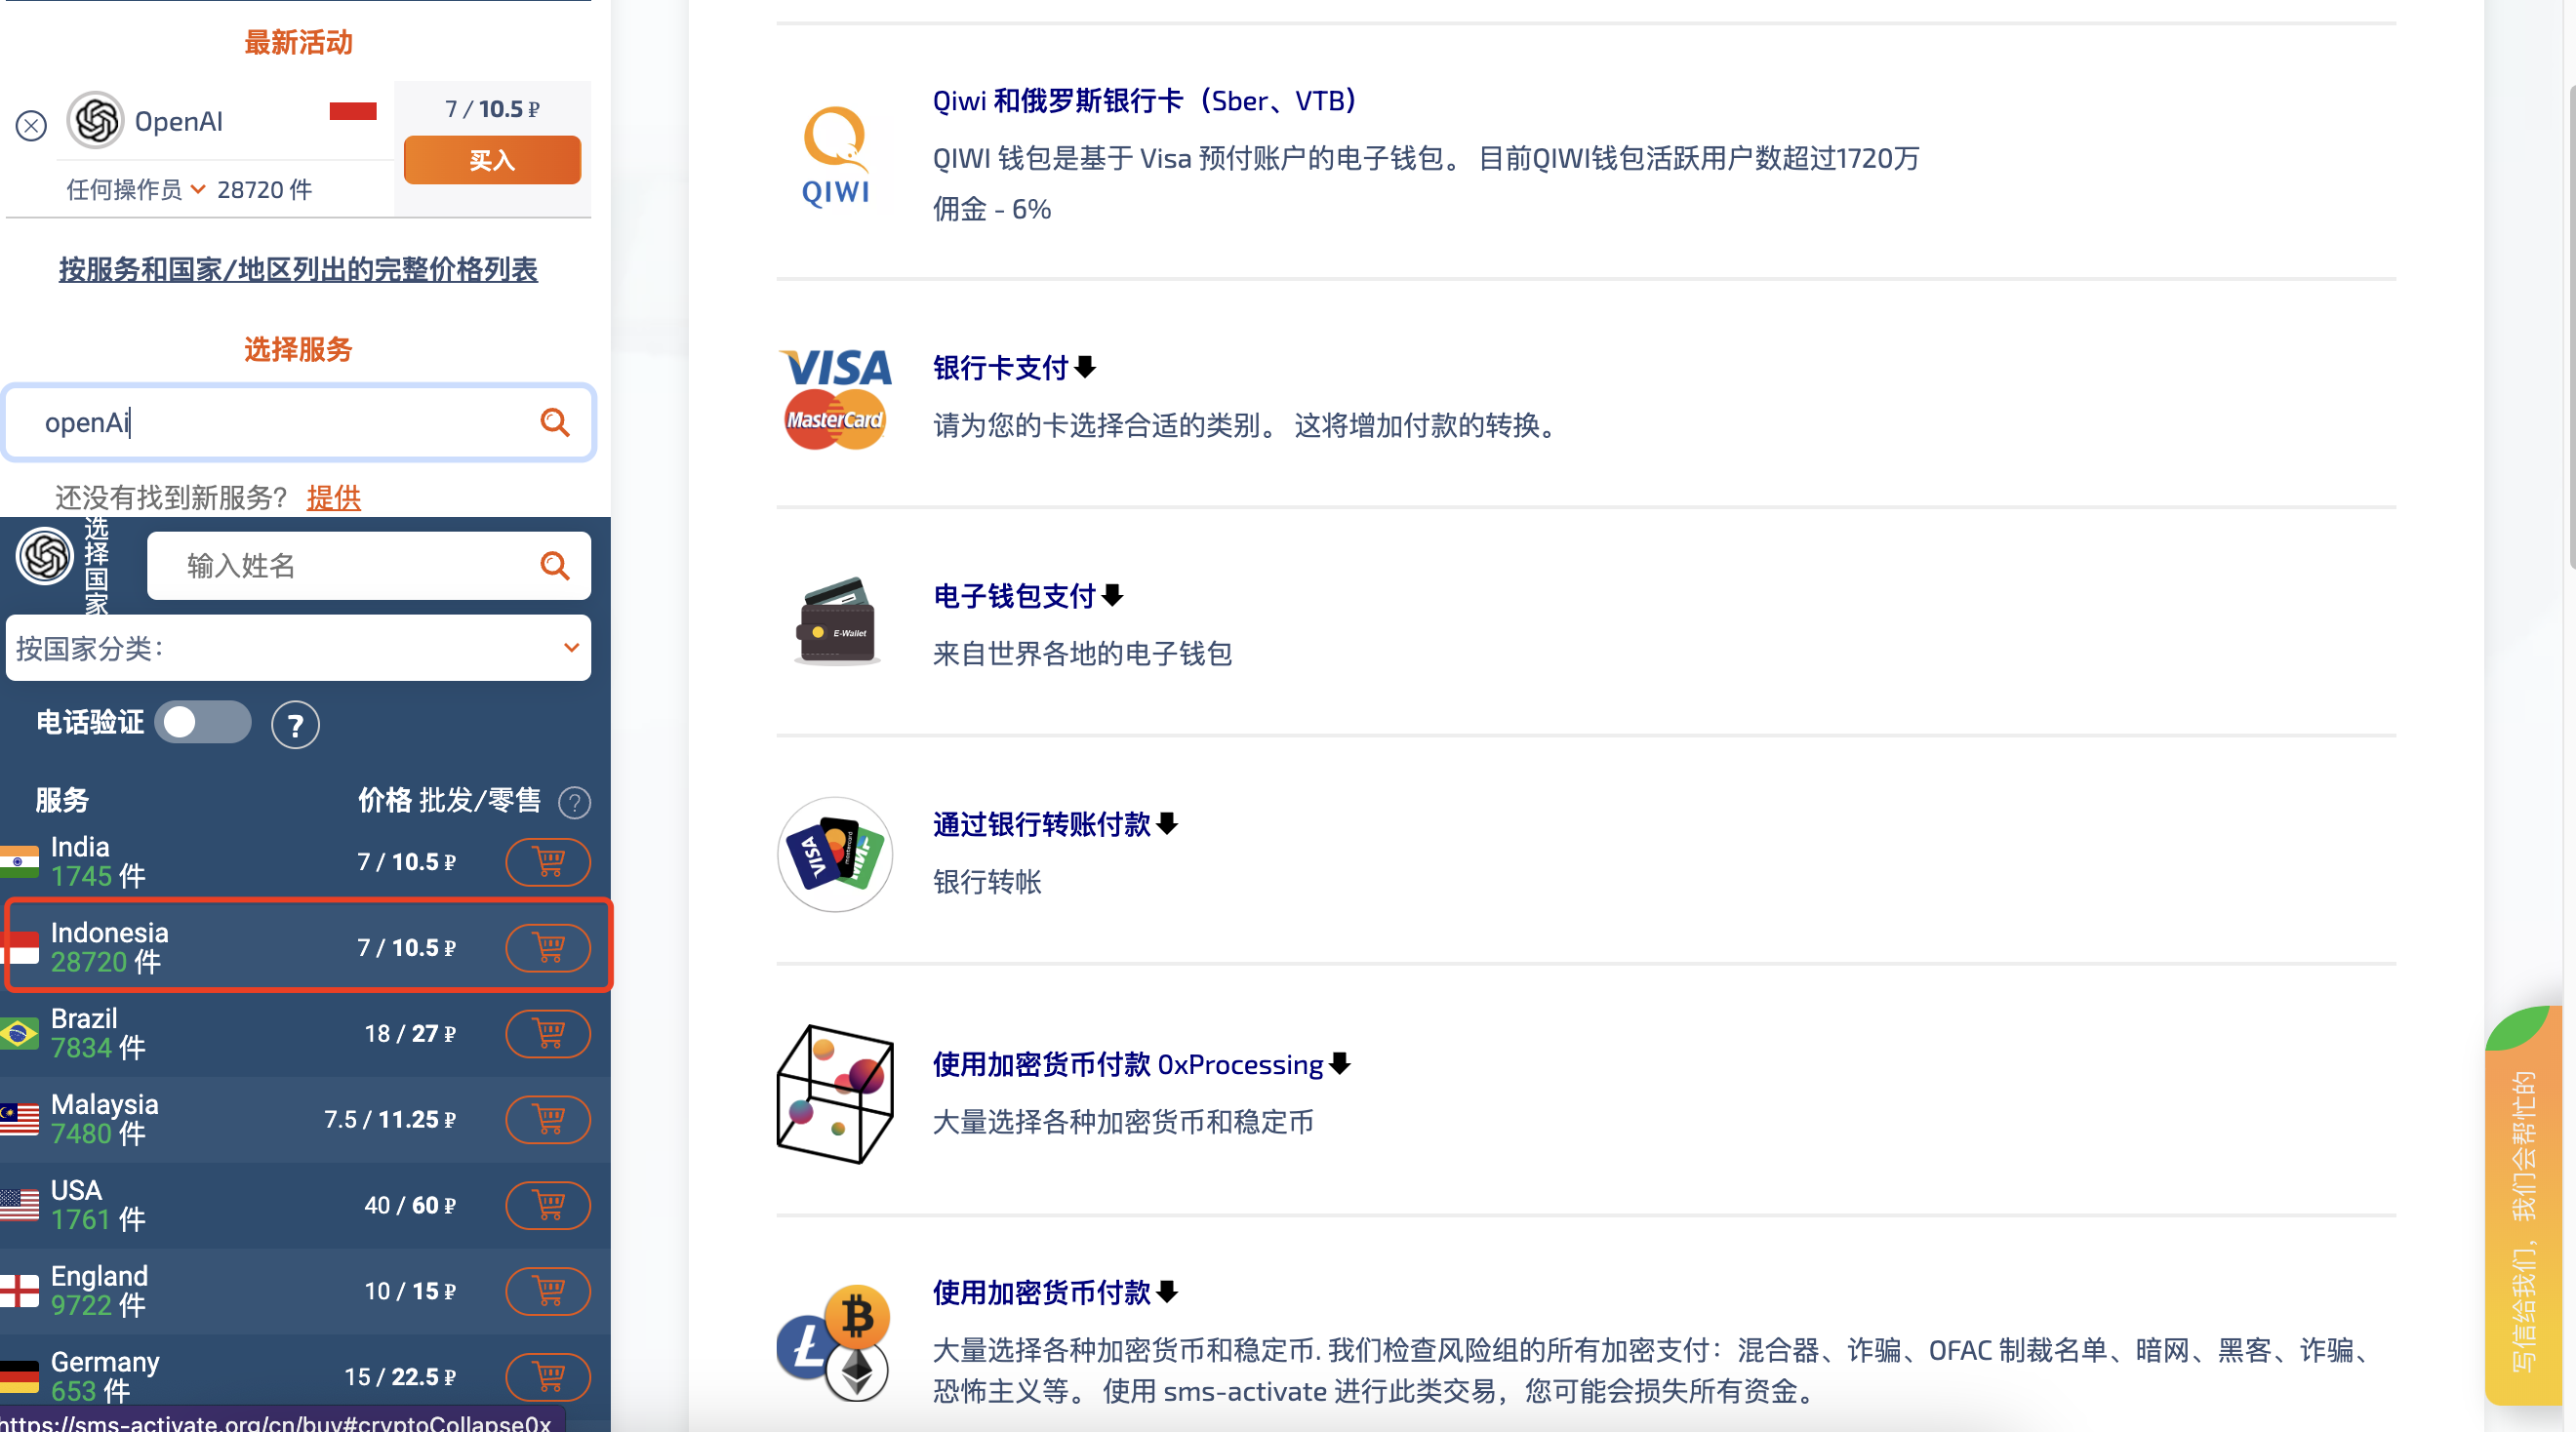 最新活动
OpenAI
7 / 10.5 ₽
买入
任何操作员 28720 件
按服务和国家/地区列出的完整价格列表
选择服务
openAi
还没有找到新服务? 提供
选择国家
输入姓名
按国家分类:
电话验证
?
服务 价格 批发/零售 ?
India
1745 件
7 / 10.5 ₽
Indonesia
28720 件
7 / 10.5 ₽
Brazil
7834 件
18 / 27 ₽
Malaysia
7480 件
7.5 / 11.25 ₽
USA
1761 件
40 / 60 ₽
England
9722 件
10 / 15 ₽
Germany
653 件
15 / 22.5 ₽
https://sms-activate.org/cn/buy#cryptoCollapse0x
QIWI
Qiwi 和俄罗斯银行卡（Sber、VTB）
QIWI 钱包是基于 Visa 预付账户的电子钱包。 目前QIWI钱包活跃用户数超过1720万
佣金 - 6%
VISA
MasterCard
银行卡支付
请为您的卡选择合适的类别。 这将增加付款的转换。
E-Wallet
电子钱包支付
来自世界各地的电子钱包
VISA
mastercard
МИР
通过银行转账付款
银行转帐
使用加密货币付款 0xProcessing
大量选择各种加密货币和稳定币
使用加密货币付款
大量选择各种加密货币和稳定币. 我们检查风险组的所有加密支付：混合器、诈骗、OFAC 制裁名单、暗网、黑客、诈骗、
恐怖主义等。 使用 sms-activate 进行此类交易，您可能会损失所有资金。
写信给我们，我们会帮忙的